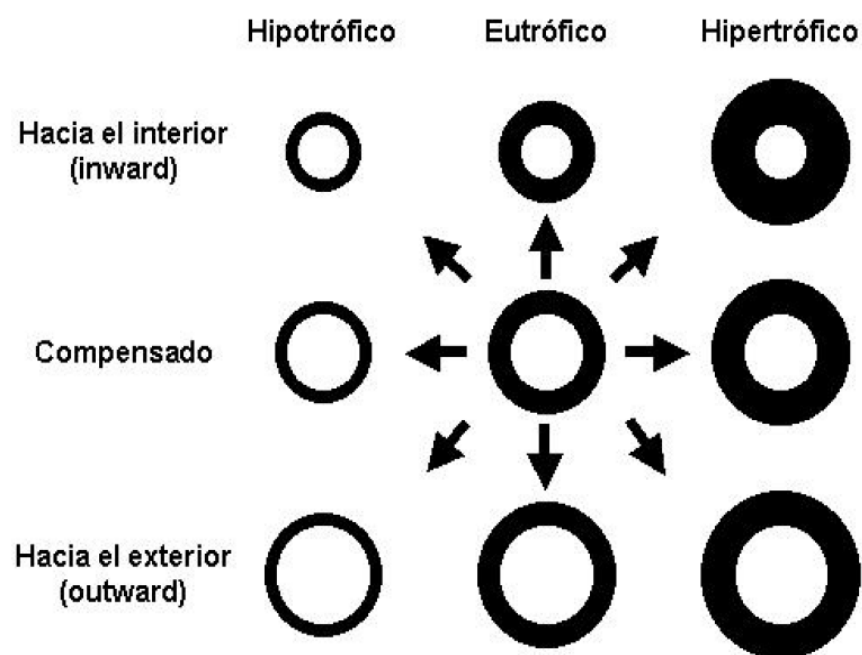 Hipotrófico Eutrófico Hipertrófico
Hacia el interior
(inward)
Compensado
Hacia el exterior
(outward)